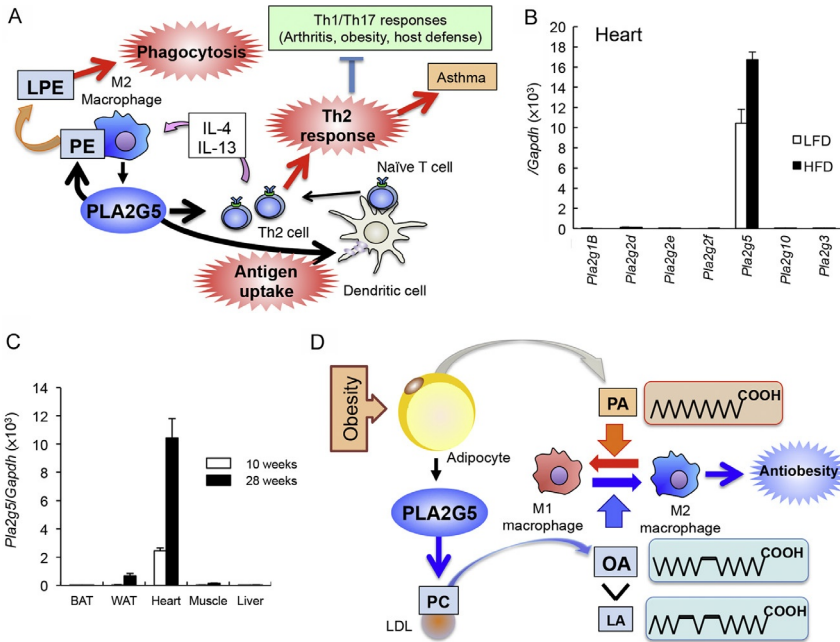 A
Th1/Th17 responses
(Arthritis, obesity, host defense)
Phagocytosis
LPE
M2
Macrophage
PE
IL-4
IL-13
Th2
response
Asthma
Naïve T cell
PLA2G5
Th2 cell
Antigen
uptake
Dendritic cell
B
Heart
/Gapdh (×10³)
20
18
16
14
12
10
8
6
4
2
0
LFD
HFD
Pla2g1B
Pla2g2d
Pla2g2e
Pla2g2f
Pla2g5
Pla2g10
Pla2g3
C
Pla2g5/Gapdh (×10³)
14
12
10
8
6
4
2
0
10 weeks
28 weeks
BAT WAT Heart Muscle Liver
D
Obesity
Adipocyte
PLA2G5
PC
LDL
PA
COOH
M1
macrophage
M2
macrophage
Antiobesity
OA
COOH
LA
COOH